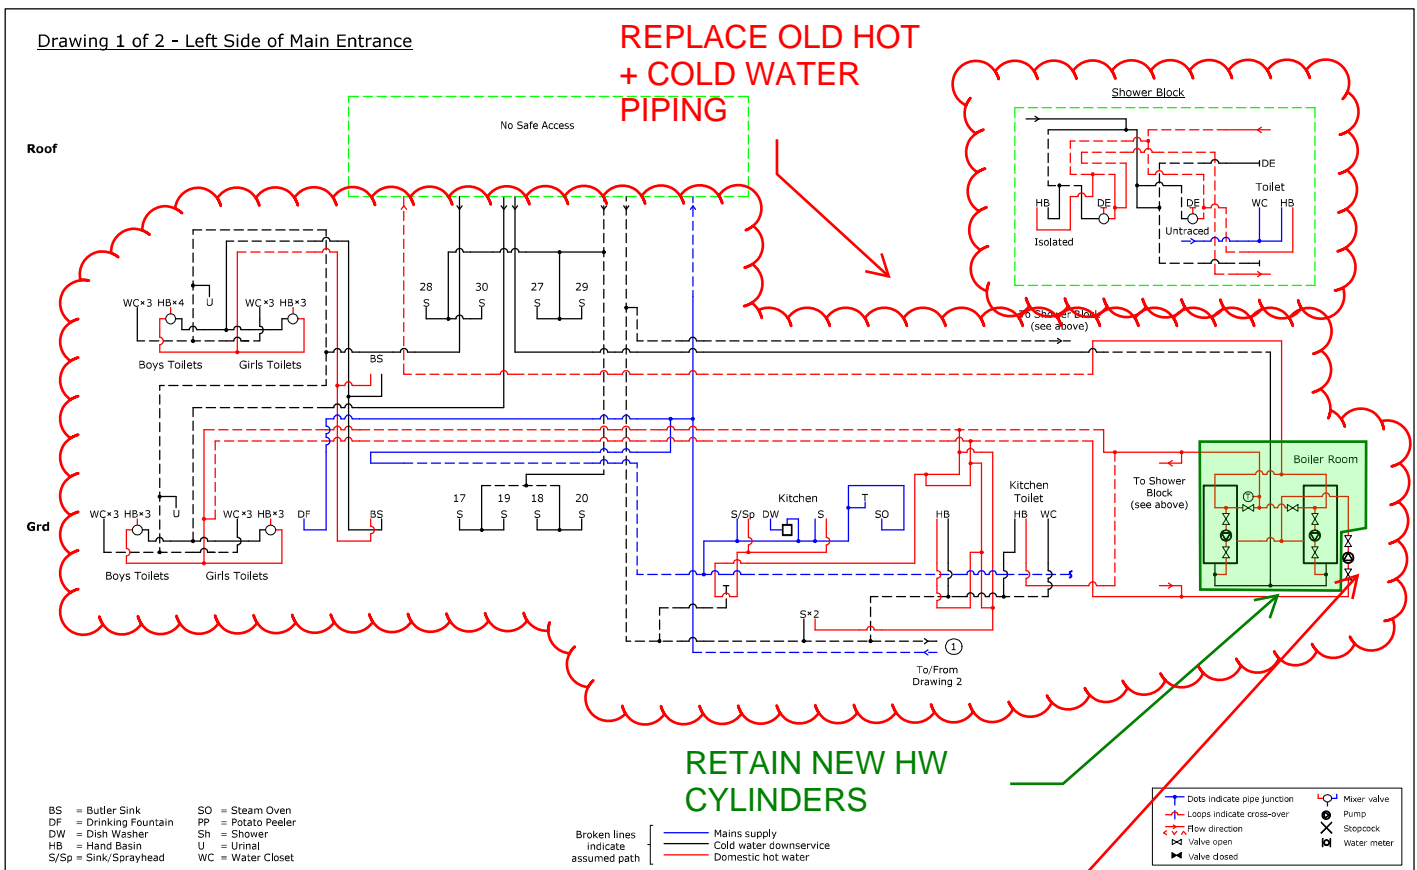 Drawing 1 of 2 - Left Side of Main Entrance
REPLACE OLD HOT
+ COLD WATER
PIPING
Shower Block
No Safe Access
Roof
DE
Toilet
HB
DE
DE
WC
HB
Isolated
Untraced
28
30
27
29
S
S
S
S
WC×3
HB×4
U
WC×3
HB×3
Boys Toilets
Girls Toilets
BS
To Shower Block
(see above)
Boiler Room
T
To Shower
Block
(see above)
Grd
WC×3
HB×3
U
WC×3
HB×3
DF
BS
Boys Toilets
Girls Toilets
17
19
18
20
S
S
S
S
Kitchen
S/Sp
DW
S
T
SO
HB
Kitchen
Toilet
HB
WC
T
S×2
1
To/From
Drawing 2
RETAIN NEW HW
CYLINDERS
BS = Butler Sink
DF = Drinking Fountain
DW = Dish Washer
HB = Hand Basin
S/Sp = Sink/Sprayhead
SO = Steam Oven
PP = Potato Peeler
Sh = Shower
U = Urinal
WC = Water Closet
Broken lines
indicate
assumed path
Mains supply
Cold water downservice
Domestic hot water
Dots indicate pipe junction
Loops indicate cross-over
Flow direction
Valve open
Valve closed
Mixer valve
Pump
Stopcock
Water meter